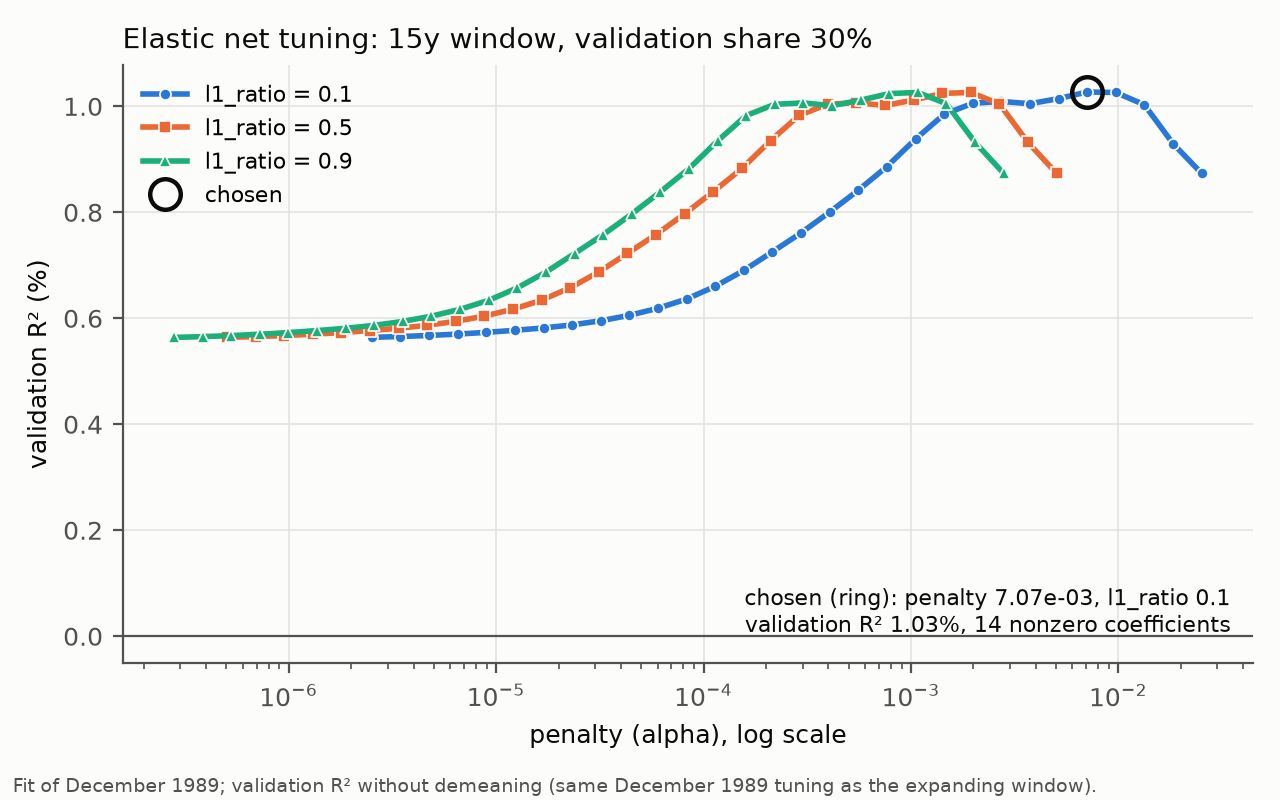 Elastic net tuning: 15y window, validation share 30%
l1_ratio = 0.1
l1_ratio = 0.5
l1_ratio = 0.9
chosen
validation R² (%)
1.0
0.8
0.6
0.4
0.2
0.0
chosen (ring): penalty 7.07e-03, l1_ratio 0.1
validation R² 1.03%, 14 nonzero coefficients
10⁻⁶ 10⁻⁵ 10⁻⁴ 10⁻³ 10⁻²
penalty (alpha), log scale
Fit of December 1989; validation R² without demeaning (same December 1989 tuning as the expanding window).